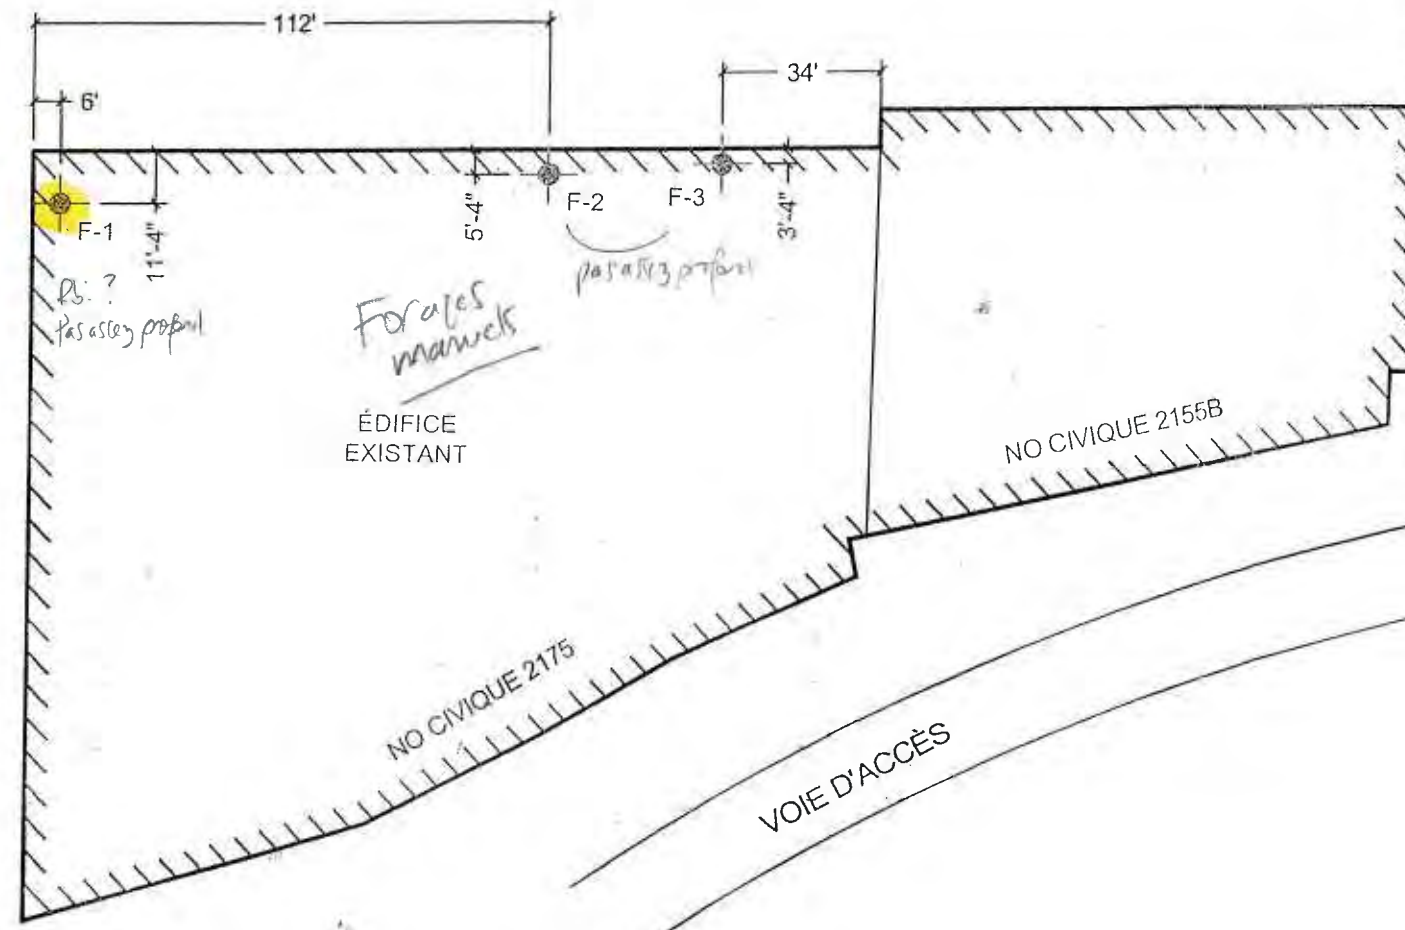 112'
34'
6'
F-1
11'-4"
5'-4"
F-2
F-3
3'-4"
pas assez profond
?
Pas assez profond
Forages
manuels
ÉDIFICE
EXISTANT
NO CIVIQUE 2155B
NO CIVIQUE 2175
VOIE D'ACCÈS